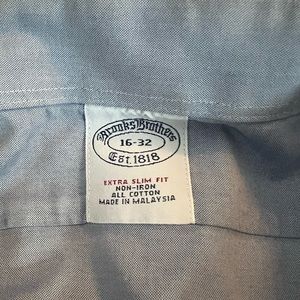 Brooks Brothers
16-32
Est. 1818
EXTRA SLIM FIT
NON-IRON
ALL COTTON
MADE IN MALAYSIA